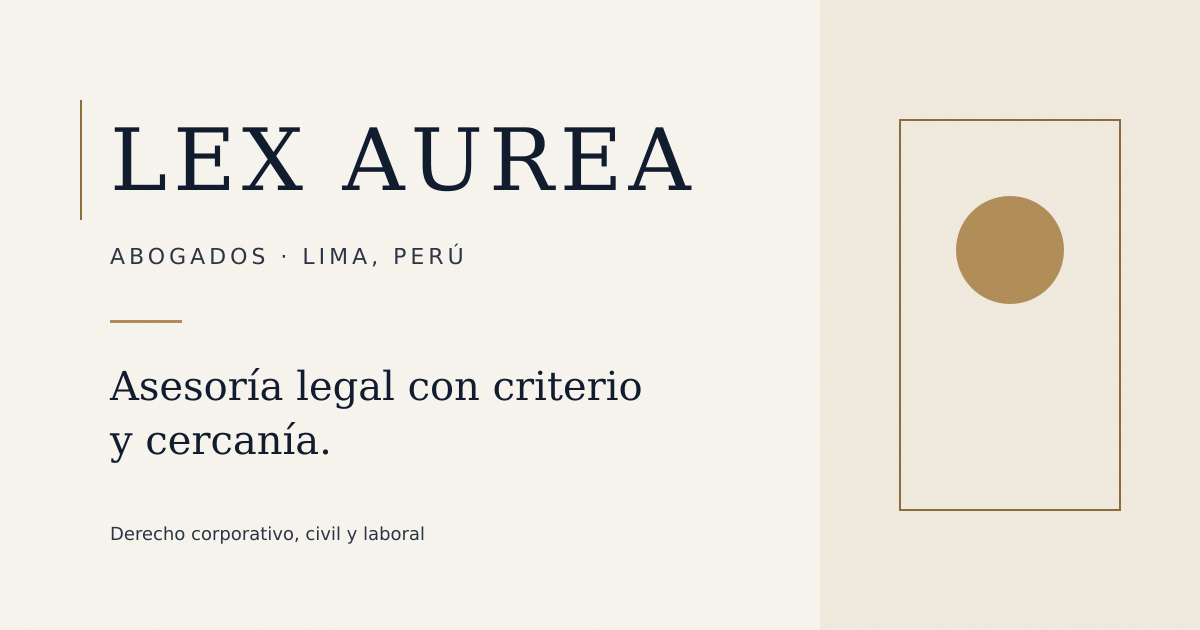 LEX AUREA
ABOGADOS · LIMA, PERÚ
Asesoría legal con criterio
y cercanía.
Derecho corporativo, civil y laboral